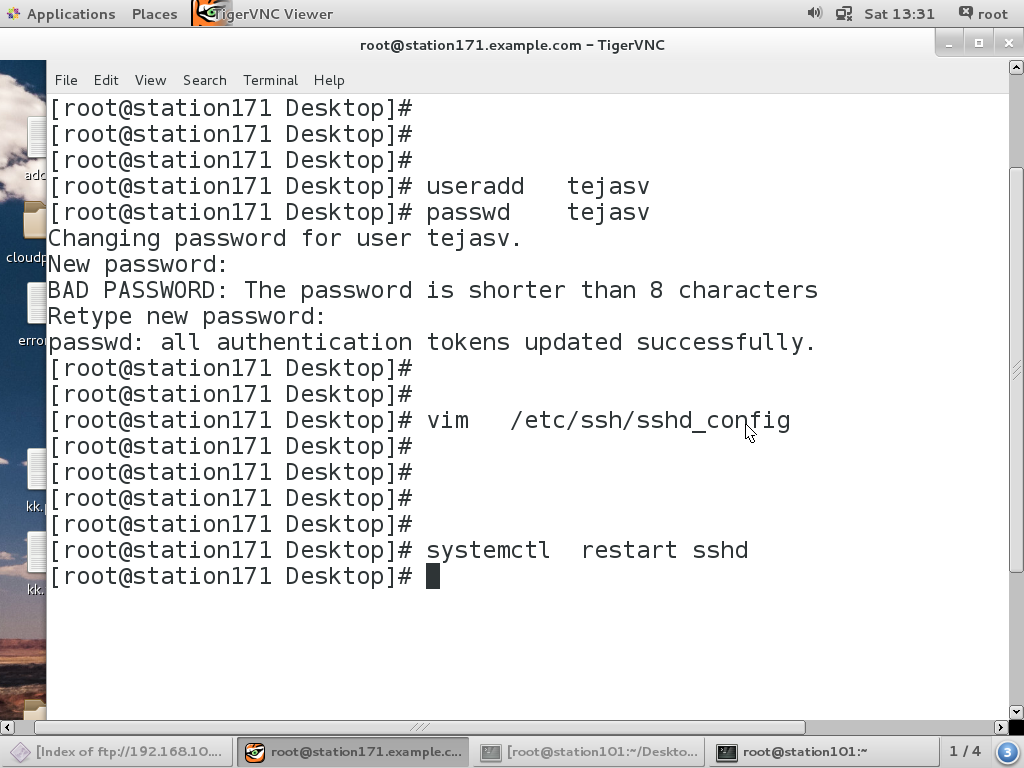 Applications Places TigerVNC Viewer Sat 13:31 root
root@station171.example.com – TigerVNC
File Edit View Search Terminal Help
[root@station171 Desktop]#
[root@station171 Desktop]#
[root@station171 Desktop]#
[root@station171 Desktop]# useradd   tejasv
[root@station171 Desktop]# passwd    tejasv
Changing password for user tejasv.
New password:
BAD PASSWORD: The password is shorter than 8 characters
Retype new password:
passwd: all authentication tokens updated successfully.
[root@station171 Desktop]#
[root@station171 Desktop]#
[root@station171 Desktop]# vim   /etc/ssh/sshd_config
[root@station171 Desktop]#
[root@station171 Desktop]#
[root@station171 Desktop]#
[root@station171 Desktop]#
[root@station171 Desktop]# systemctl  restart sshd
[root@station171 Desktop]#
cloudp
error
kk.
kk.
[Index of ftp://192.168.10.... root@station171.example.c... [root@station101:~/Deskto... root@station101:~ 1 / 4 3